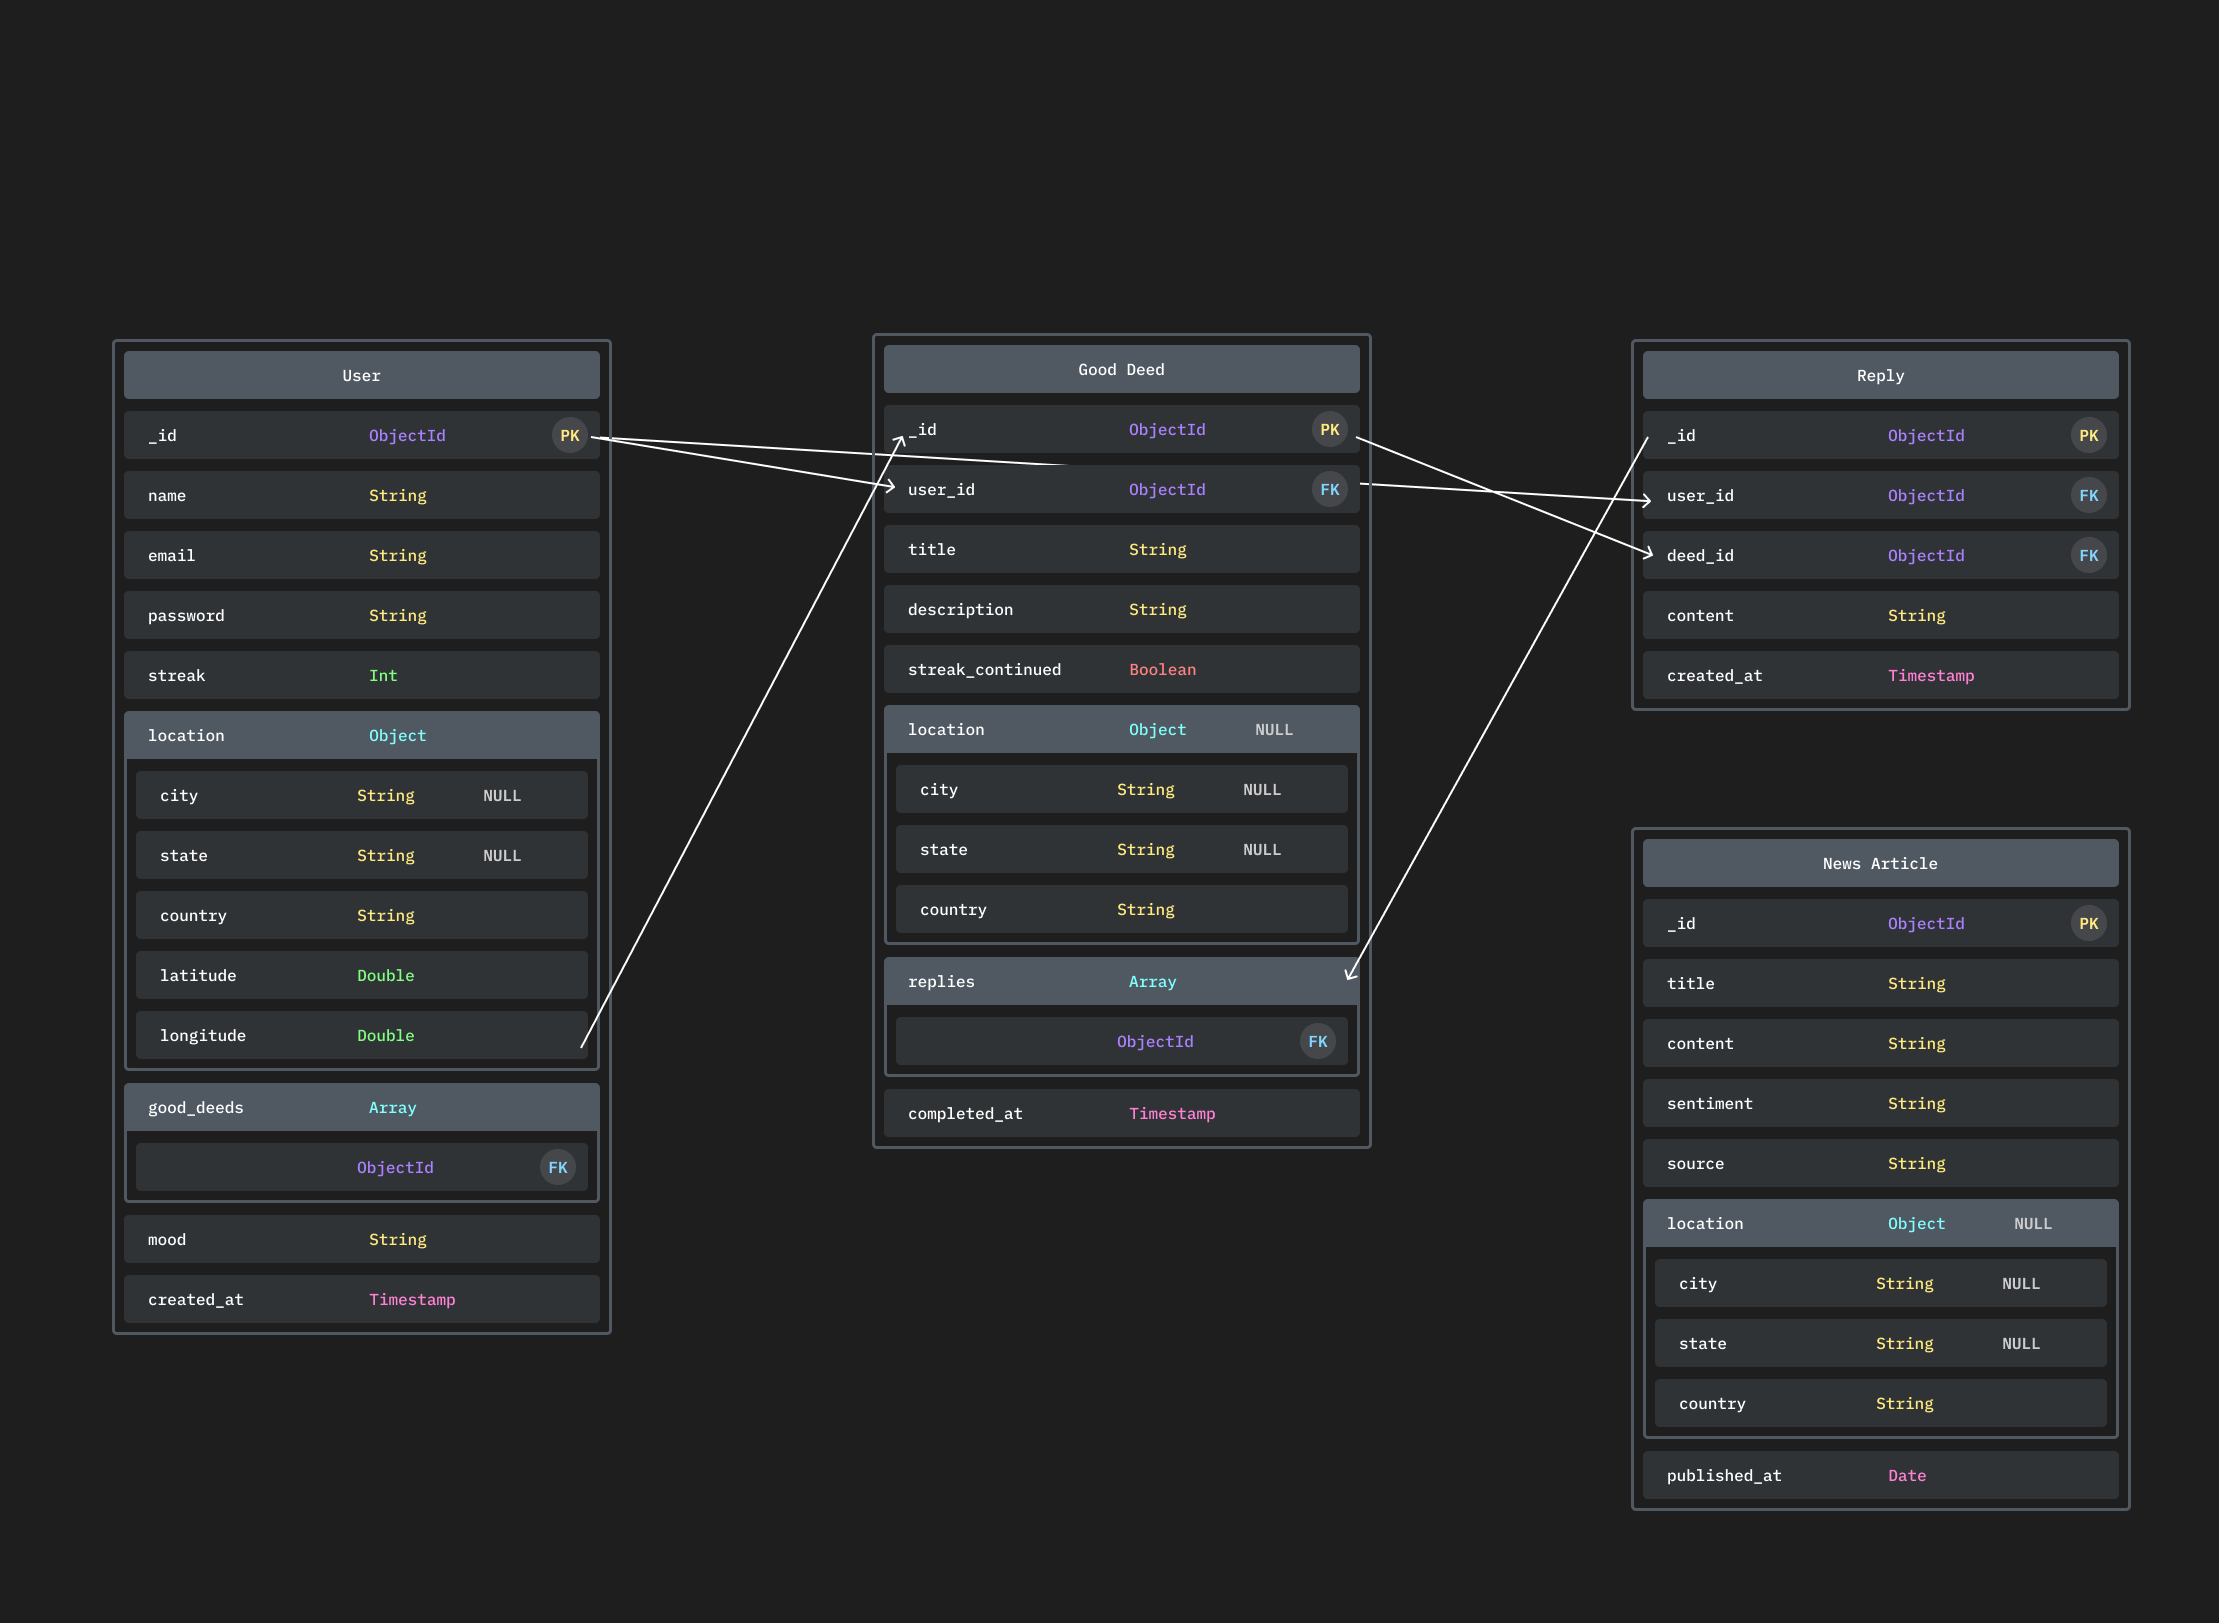 User
_id ObjectId PK
name String
email String
password String
streak Int
location Object
city String NULL
state String NULL
country String
latitude Double
longitude Double
good_deeds Array
ObjectId FK
mood String
created_at Timestamp
Good Deed
_id ObjectId PK
user_id ObjectId FK
title String
description String
streak_continued Boolean
location Object NULL
city String NULL
state String NULL
country String
replies Array
ObjectId FK
completed_at Timestamp
Reply
_id ObjectId PK
user_id ObjectId FK
deed_id ObjectId FK
content String
created_at Timestamp
News Article
_id ObjectId PK
title String
content String
sentiment String
source String
location Object NULL
city String NULL
state String NULL
country String
published_at Date